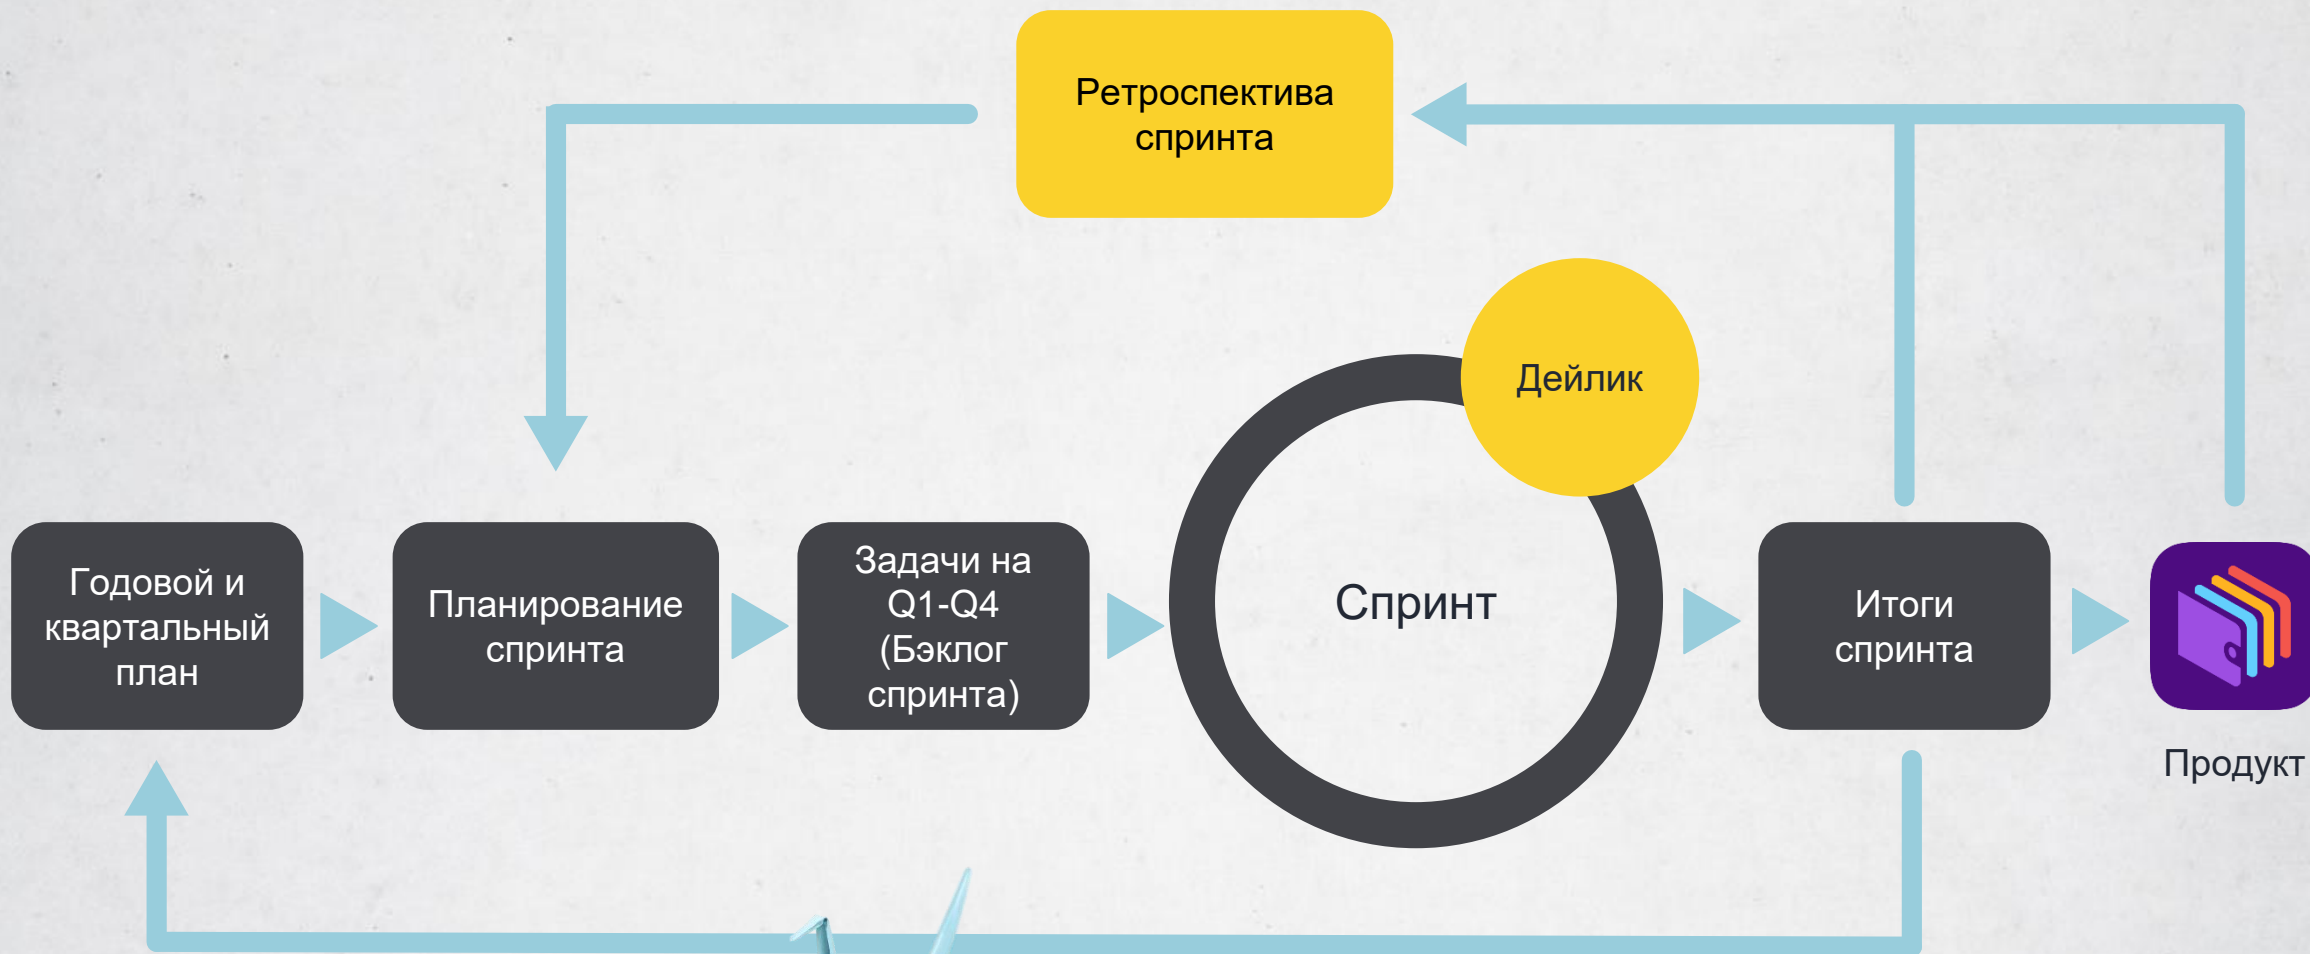 Ретроспектива
спринта
Дейлик
Годовой и
квартальный
план
Планирование
спринта
Задачи на
Q1-Q4
(Бэклог
спринта)
Спринт
Итоги
спринта
Продукт